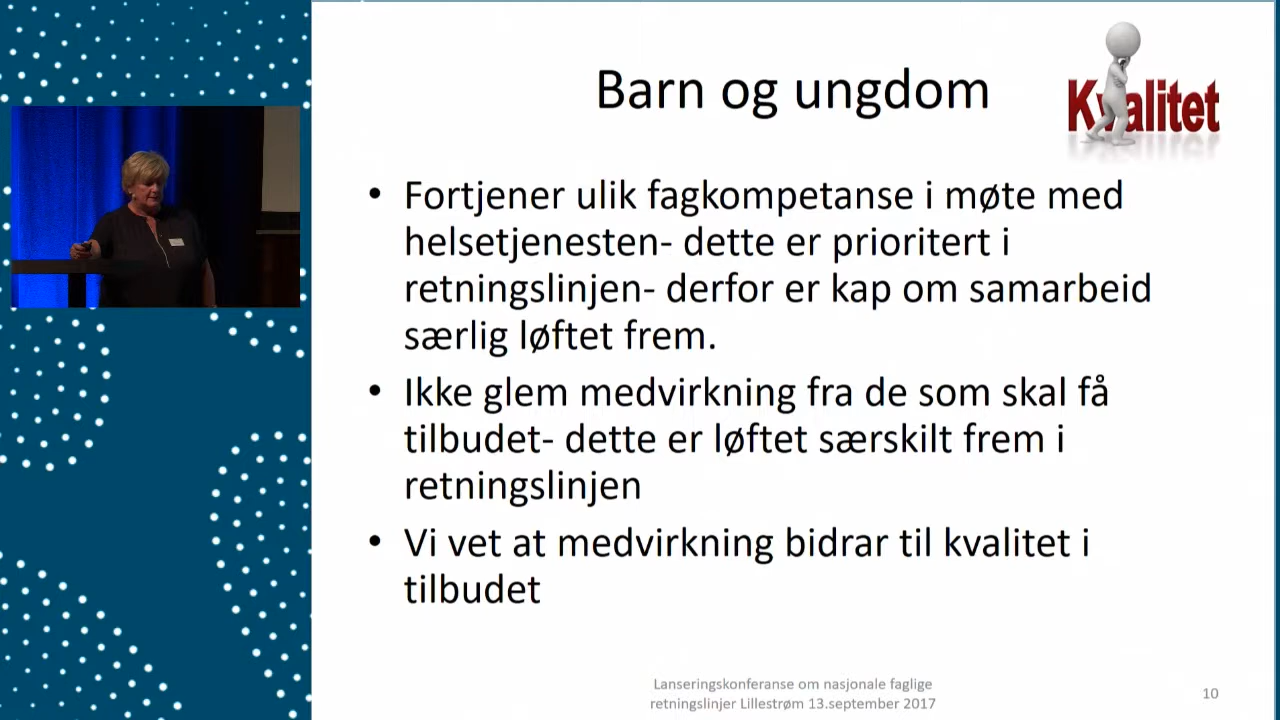 Barn og ungdom
Kvalitet
• Fortjener ulik fagkompetanse i møte med
helsetjenesten- dette er prioritert i
retningslinjen- derfor er kap om samarbeid
særlig løftet frem.
• Ikke glem medvirkning fra de som skal få
tilbudet- dette er løftet særskilt frem i
retningslinjen
• Vi vet at medvirkning bidrar til kvalitet i
tilbudet
Lanseringskonferanse om nasjonale faglige
retningslinjer Lillestrøm 13.september 2017
10